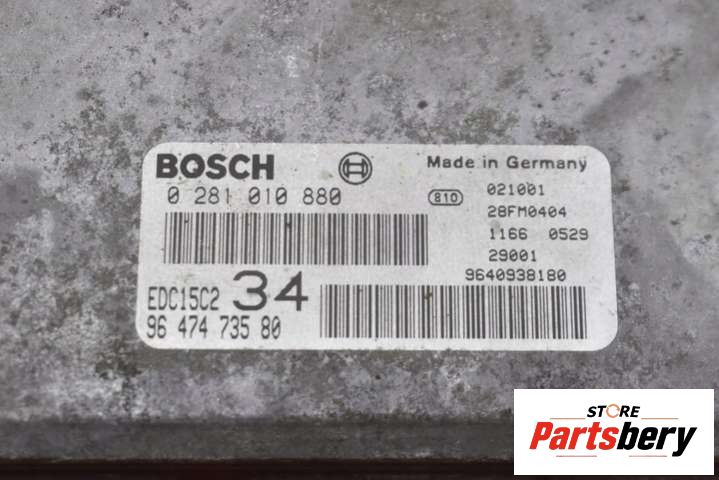 BOSCH Made in Germany
0 281 010 880 810 021001
28FM0404
1166 0529
29001
9640938180
EDC15C2 34
96 474 735 80
STORE
Partsbery